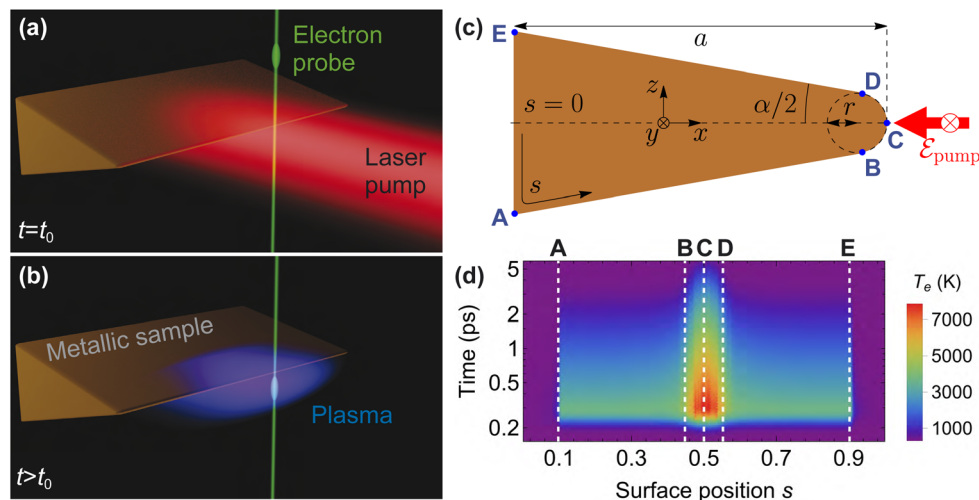 (a)
Electron
probe
Laser
pump
t=t₀
(b)
Metallic sample
Plasma
t>t₀
(c)
E
a
D
z
s=0
α/2
r
y
x
C
ℰpump
B
s
A
(d)
A B C D E
Time (ps)
5
2
1
0.5
0.2
0.1 0.3 0.5 0.7 0.9
Surface position s
Tₑ (K)
7000
5000
4000
3000
2000
1000